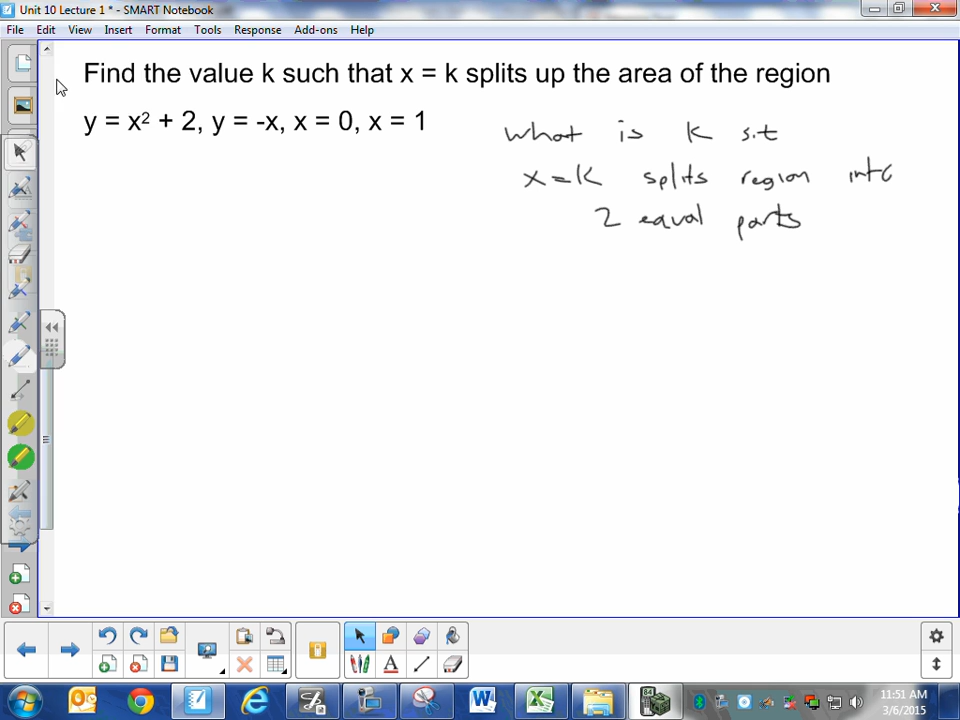 Unit 10 Lecture 1 * - SMART Notebook
File Edit View Insert Format Tools Response Add-ons Help
Find the value k such that x = k splits up the area of the region
y = x² + 2, y = -x, x = 0, x = 1
what is k s.t
x=k splits region into
2 equal parts
11:51 AM
3/6/2015